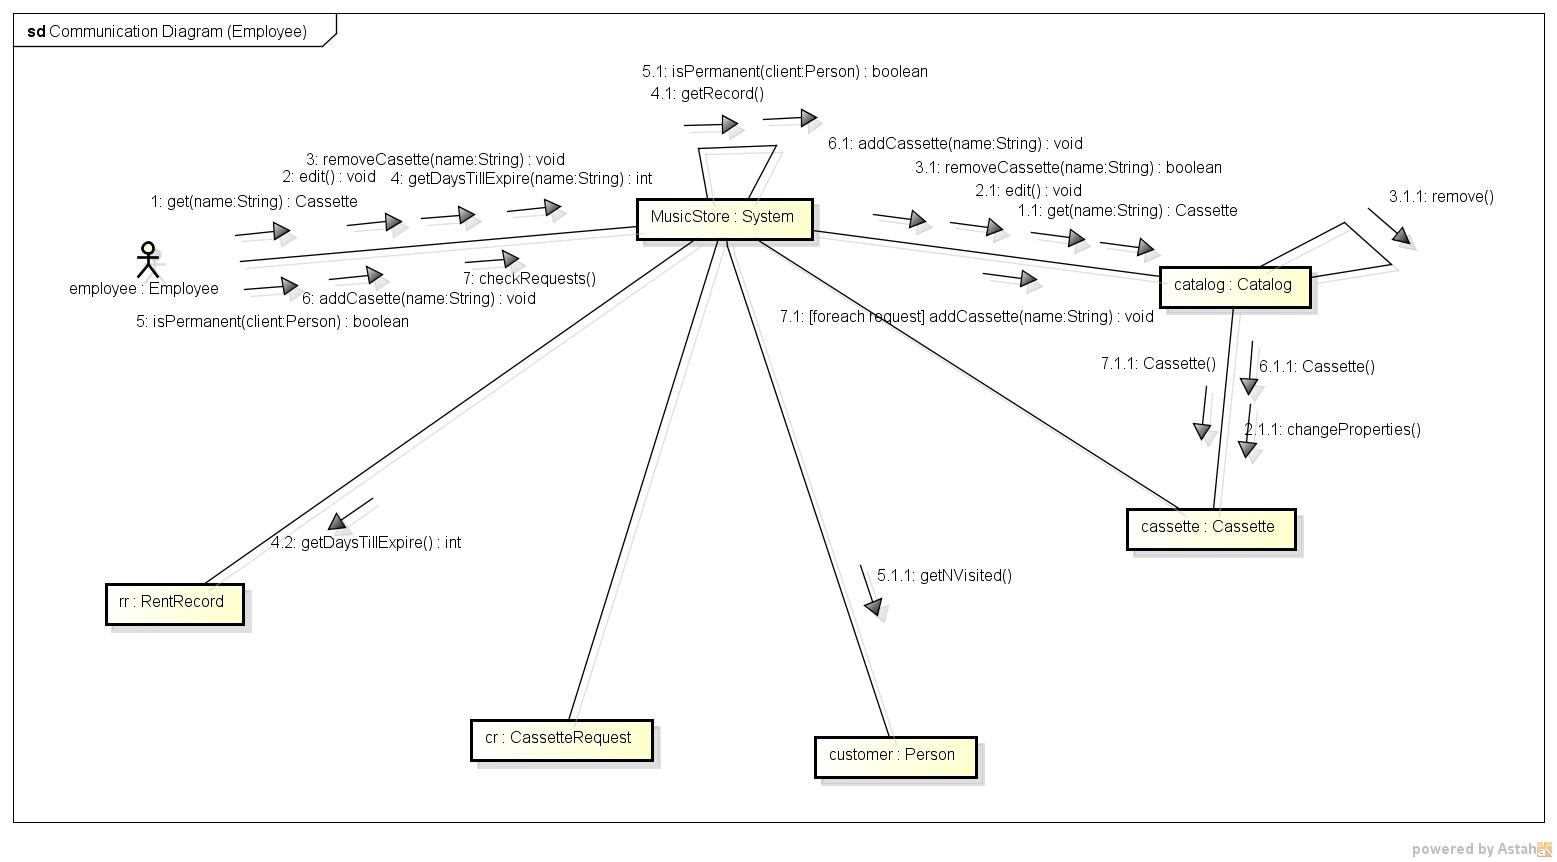 sd Communication Diagram (Employee)
5.1: isPermanent(client:Person) : boolean
4.1: getRecord()
6.1: addCassette(name:String) : void
3: removeCasette(name:String) : void
3.1: removeCassette(name:String) : boolean
2: edit() : void
4: getDaysTillExpire(name:String) : int
2.1: edit() : void
3.1.1: remove()
1: get(name:String) : Cassette
1.1: get(name:String) : Cassette
MusicStore : System
7: checkRequests()
catalog : Catalog
employee : Employee
6: addCasette(name:String) : void
5: isPermanent(client:Person) : boolean
7.1: [foreach request] addCassette(name:String) : void
7.1.1: Cassette()
6.1.1: Cassette()
2.1.1: changeProperties()
cassette : Cassette
4.2: getDaysTillExpire() : int
5.1.1: getNVisited()
rr : RentRecord
cr : CassetteRequest
customer : Person
powered by Astah